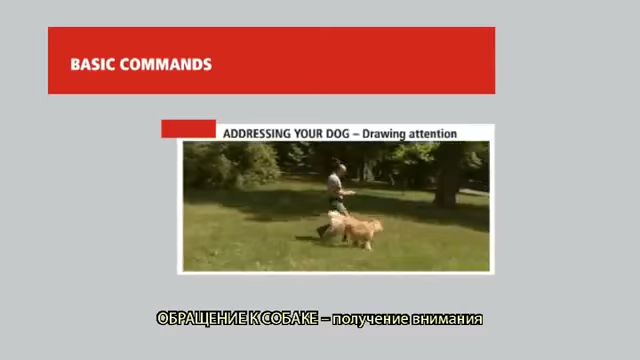 BASIC COMMANDS
ADDRESSING YOUR DOG – Drawing attention
ОБРАЩЕНИЕ К СОБАКЕ – получение внимания